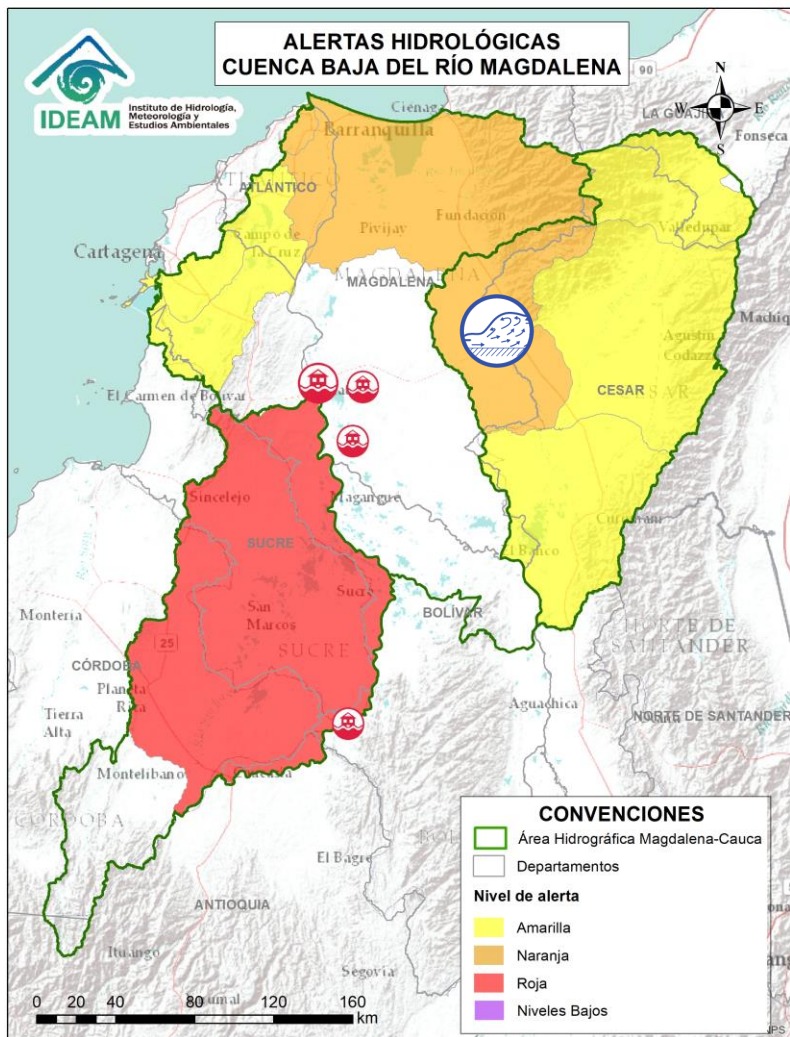 ALERTAS HIDROLÓGICAS
CUENCA BAJA DEL RÍO MAGDALENA
IDEAM
Instituto de Hidrología,
Meteorología y
Estudios Ambientales
N
W
E
S
90
Ciénaga
LA GUAJIRA
Fonseca
Barranquilla
ATLÁNTICO
Valledupar
Pivijay
Fundación
Campo de
la Cruz
Cartagena
MAGDALENA
Agustín
Codazzi
El Carmen de Bolívar
CESAR
Sincelejo
Magangué
SUCRE
El Banco
Sucre
BOLÍVAR
Montería
San
Marcos
SUCRE
NORTE DE
SANTANDER
25
CÓRDOBA
Planeta
Rica
Aguachica
Tierra
Alta
NORTE DE SANTANDER
Montelíbano
CÓRDOBA
El Bagre
ANTIOQUIA
Ituango
Segovia
0 20 40 80 120 160
km
CONVENCIONES
Área Hidrográfica Magdalena-Cauca
Departamentos
Nivel de alerta
Amarilla
Naranja
Roja
Niveles Bajos